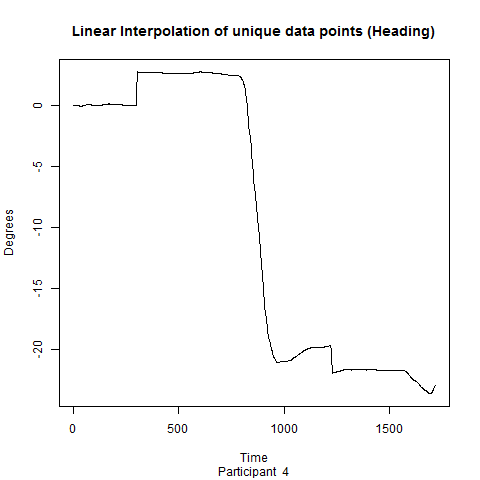 Linear Interpolation of unique data points (Heading)
Degrees
0
-5
-10
-15
-20
0 500 1000 1500
Time
Participant 4